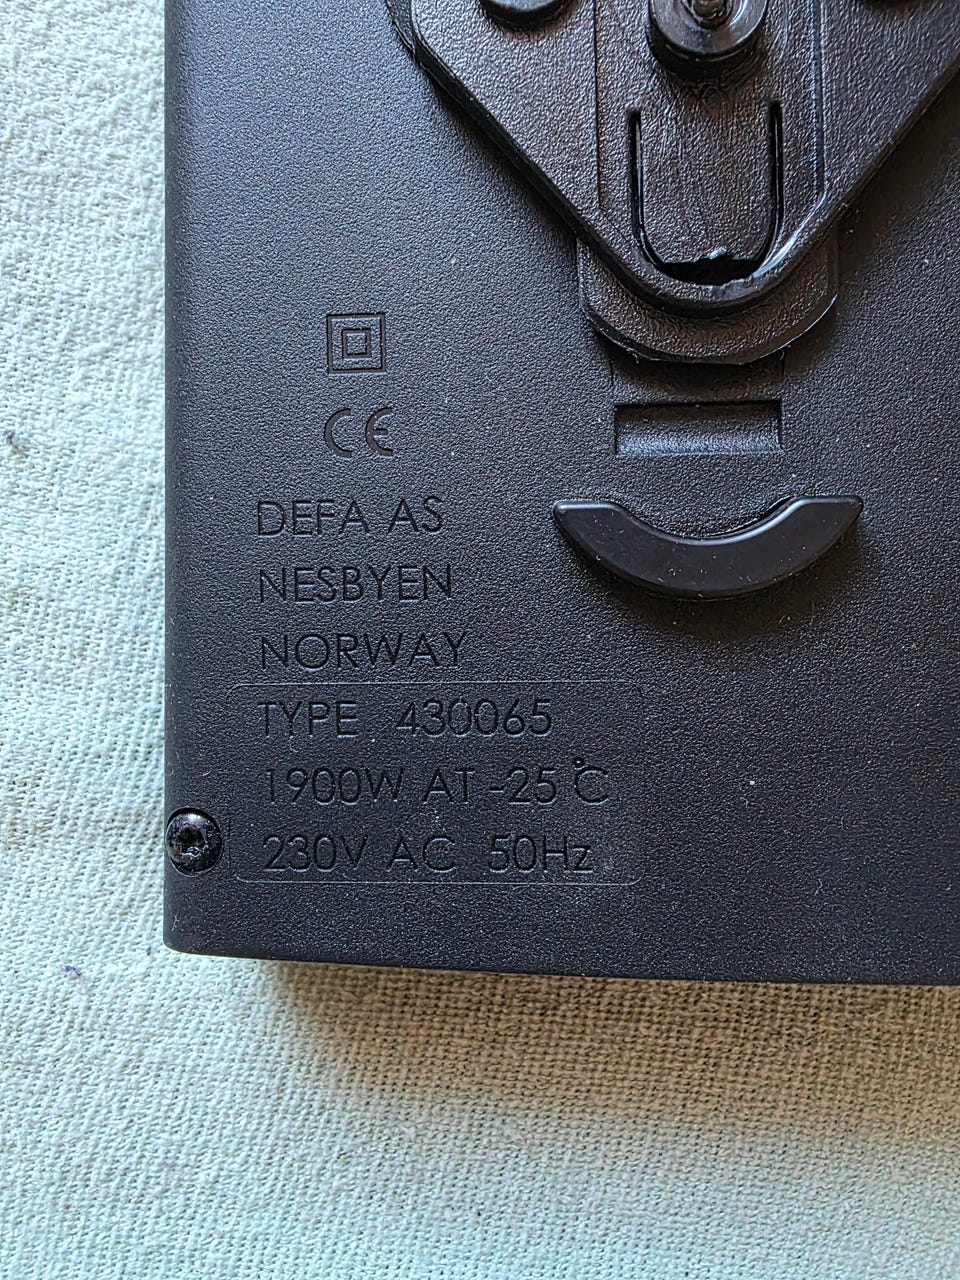 CE
DEFA AS
NESBYEN
NORWAY
TYPE 430065
1900W AT -25°C
230V AC 50Hz